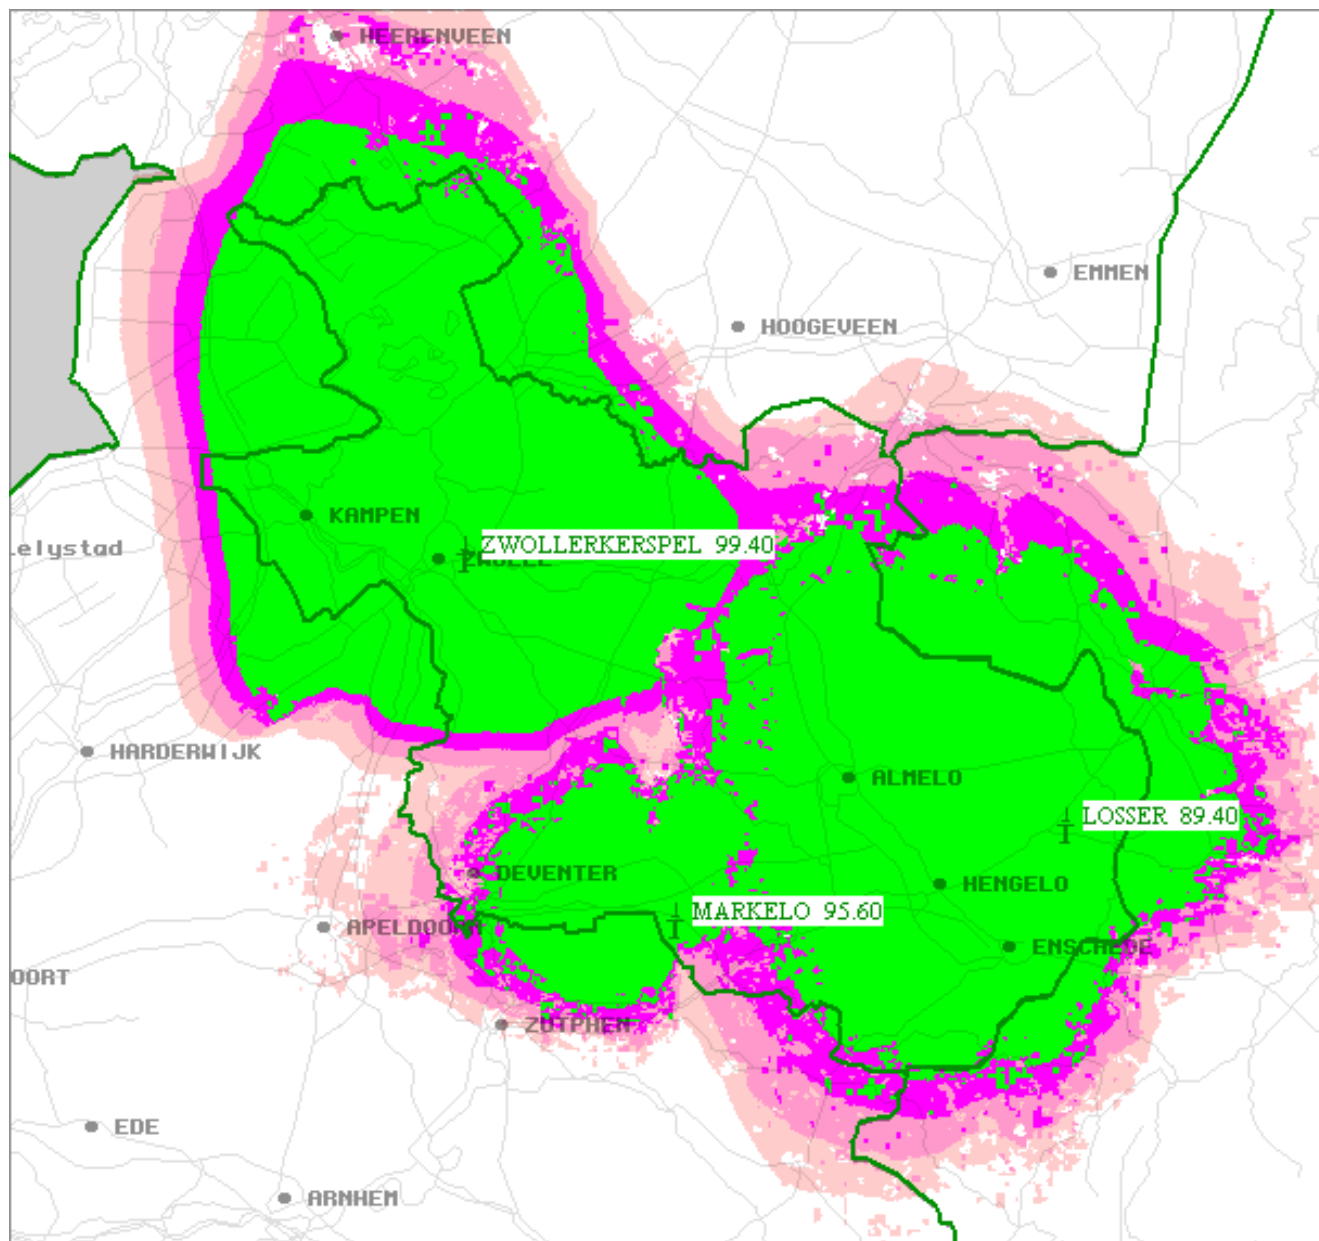 HEERENVEEN
EMMEN
HOOGEVEEN
KAMPEN
elystad
ZWOLLERKERSPEL 99.40
ZWOLLE
HARDERWIJK
ALMELO
LOSSER 89.40
DEVENTER
HENGELO
MARKELO 95.60
APELDOORN
ENSCHEDE
OORT
ZUTPHEN
EDE
ARNHEM